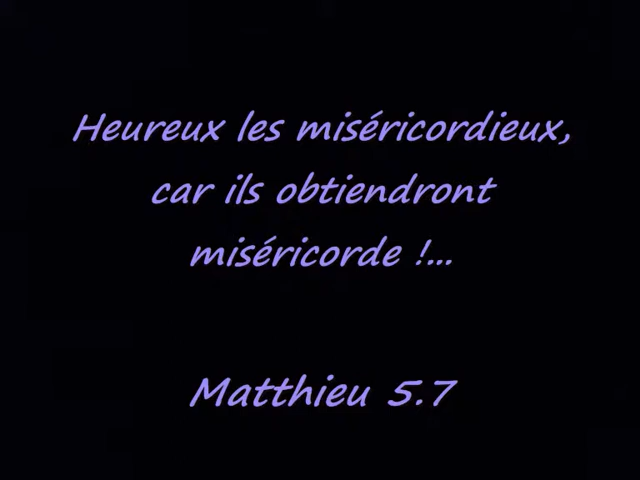 Heureux les miséricordieux,
car ils obtiendront
miséricorde !...
Matthieu 5.7